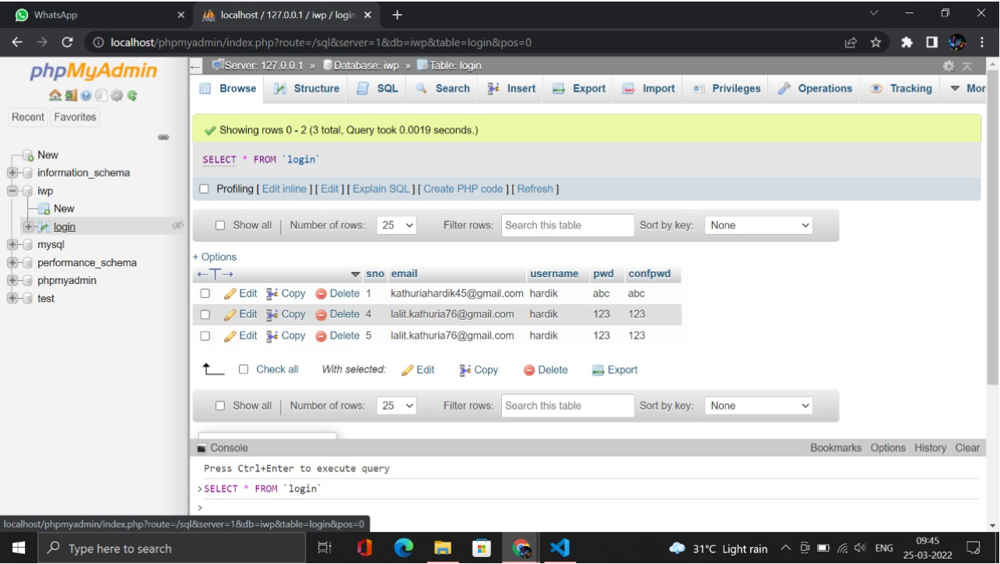 WhatsApp
localhost / 127.0.0.1 / iwp / login
localhost/phpmyadmin/index.php?route=/sql&server=1&db=iwp&table=login&pos=0
phpMyAdmin
Recent Favorites
New
information_schema
iwp
New
login
mysql
performance_schema
phpmyadmin
test
Server: 127.0.0.1 » Database: iwp » Table: login
Browse Structure SQL Search Insert Export Import Privileges Operations Tracking Mor
Showing rows 0 - 2 (3 total, Query took 0.0019 seconds.)
SELECT * FROM `login`
Profiling [ Edit inline ] [ Edit ] [ Explain SQL ] [ Create PHP code ] [ Refresh ]
Show all | Number of rows: 25 Filter rows: Search this table Sort by key: None
+ Options
←T→ sno email username pwd confpwd
Edit Copy Delete 1 kathuriahardik45@gmail.com hardik abc abc
Edit Copy Delete 4 lalit.kathuria76@gmail.com hardik 123 123
Edit Copy Delete 5 lalit.kathuria76@gmail.com hardik 123 123
Check all With selected: Edit Copy Delete Export
Show all | Number of rows: 25 Filter rows: Search this table Sort by key: None
Console Bookmarks Options History Clear
Press Ctrl+Enter to execute query
>SELECT * FROM `login`
>
localhost/phpmyadmin/index.php?route=/sql&server=1&db=iwp&table=login&pos=0
Type here to search
31°C Light rain ENG 09:45
25-03-2022